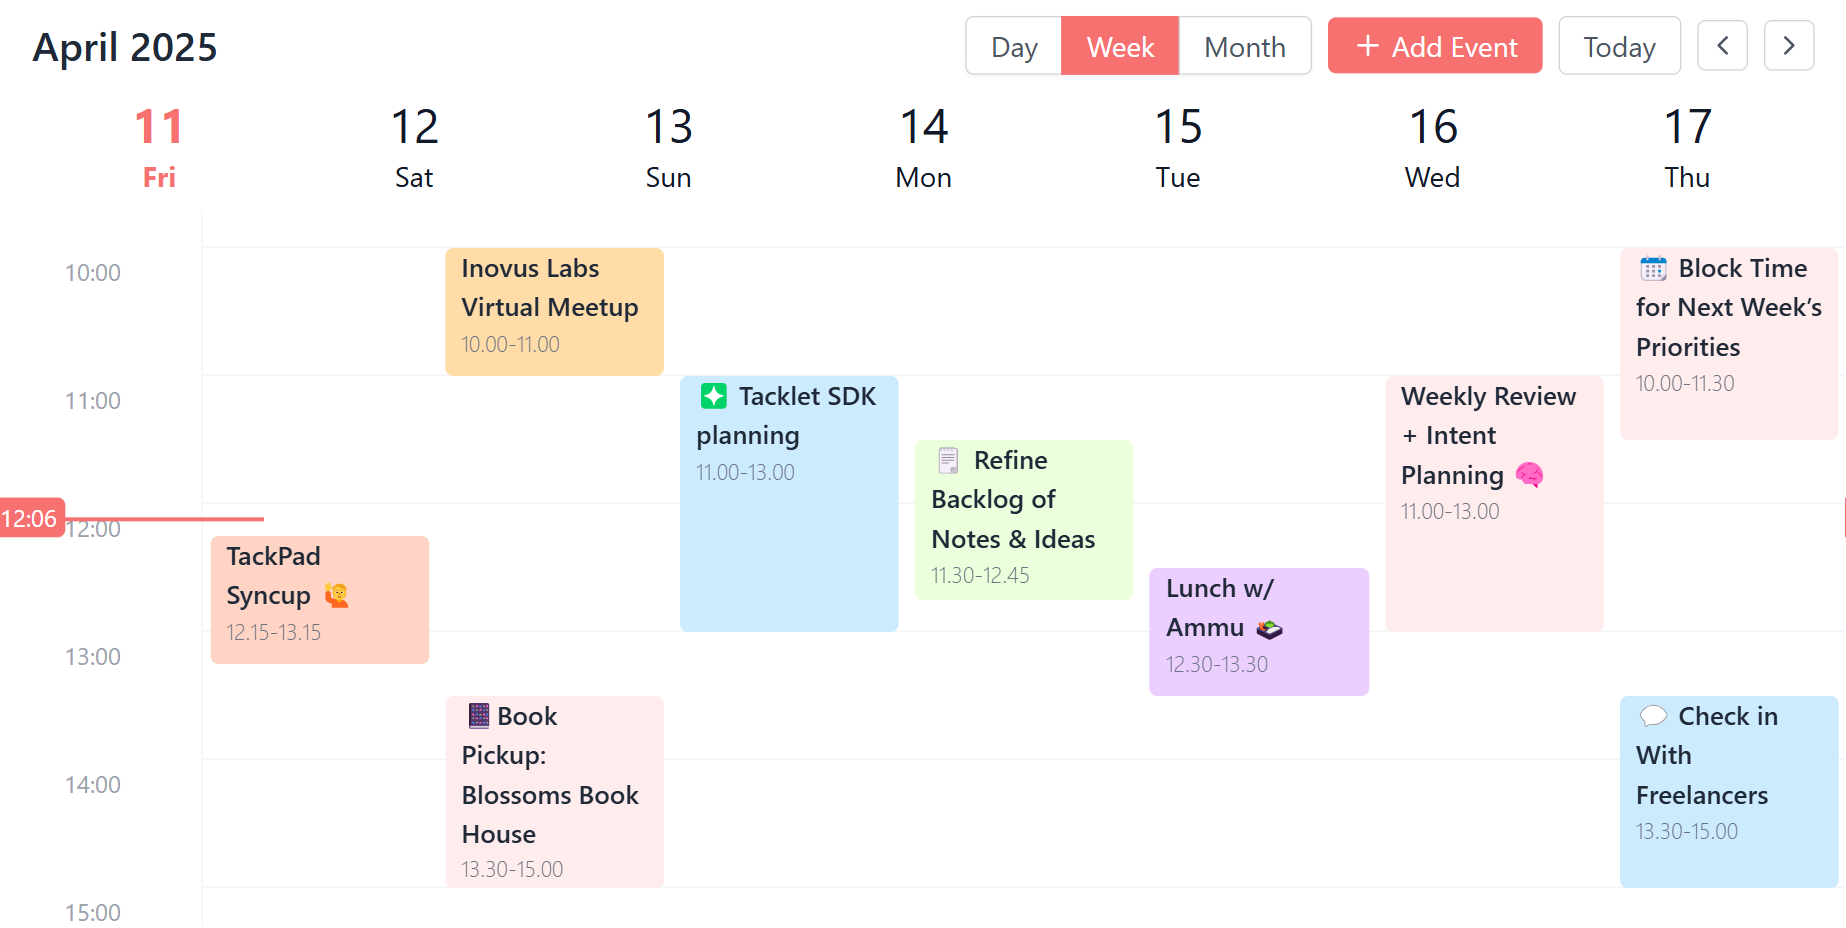 April 2025
Day
Week
Month
+ Add Event
Today
11
Fri
12
Sat
13
Sun
14
Mon
15
Tue
16
Wed
17
Thu
10:00
11:00
12:06
12:00
13:00
14:00
15:00
TackPad
Syncup
12.15-13.15
Inovus Labs
Virtual Meetup
10.00-11.00
Book
Pickup:
Blossoms Book
House
13.30-15.00
Tacklet SDK
planning
11.00-13.00
Refine
Backlog of
Notes & Ideas
11.30-12.45
Lunch w/
Ammu
12.30-13.30
Weekly Review
+ Intent
Planning
11.00-13.00
Block Time
for Next Week’s
Priorities
10.00-11.30
Check in
With
Freelancers
13.30-15.00